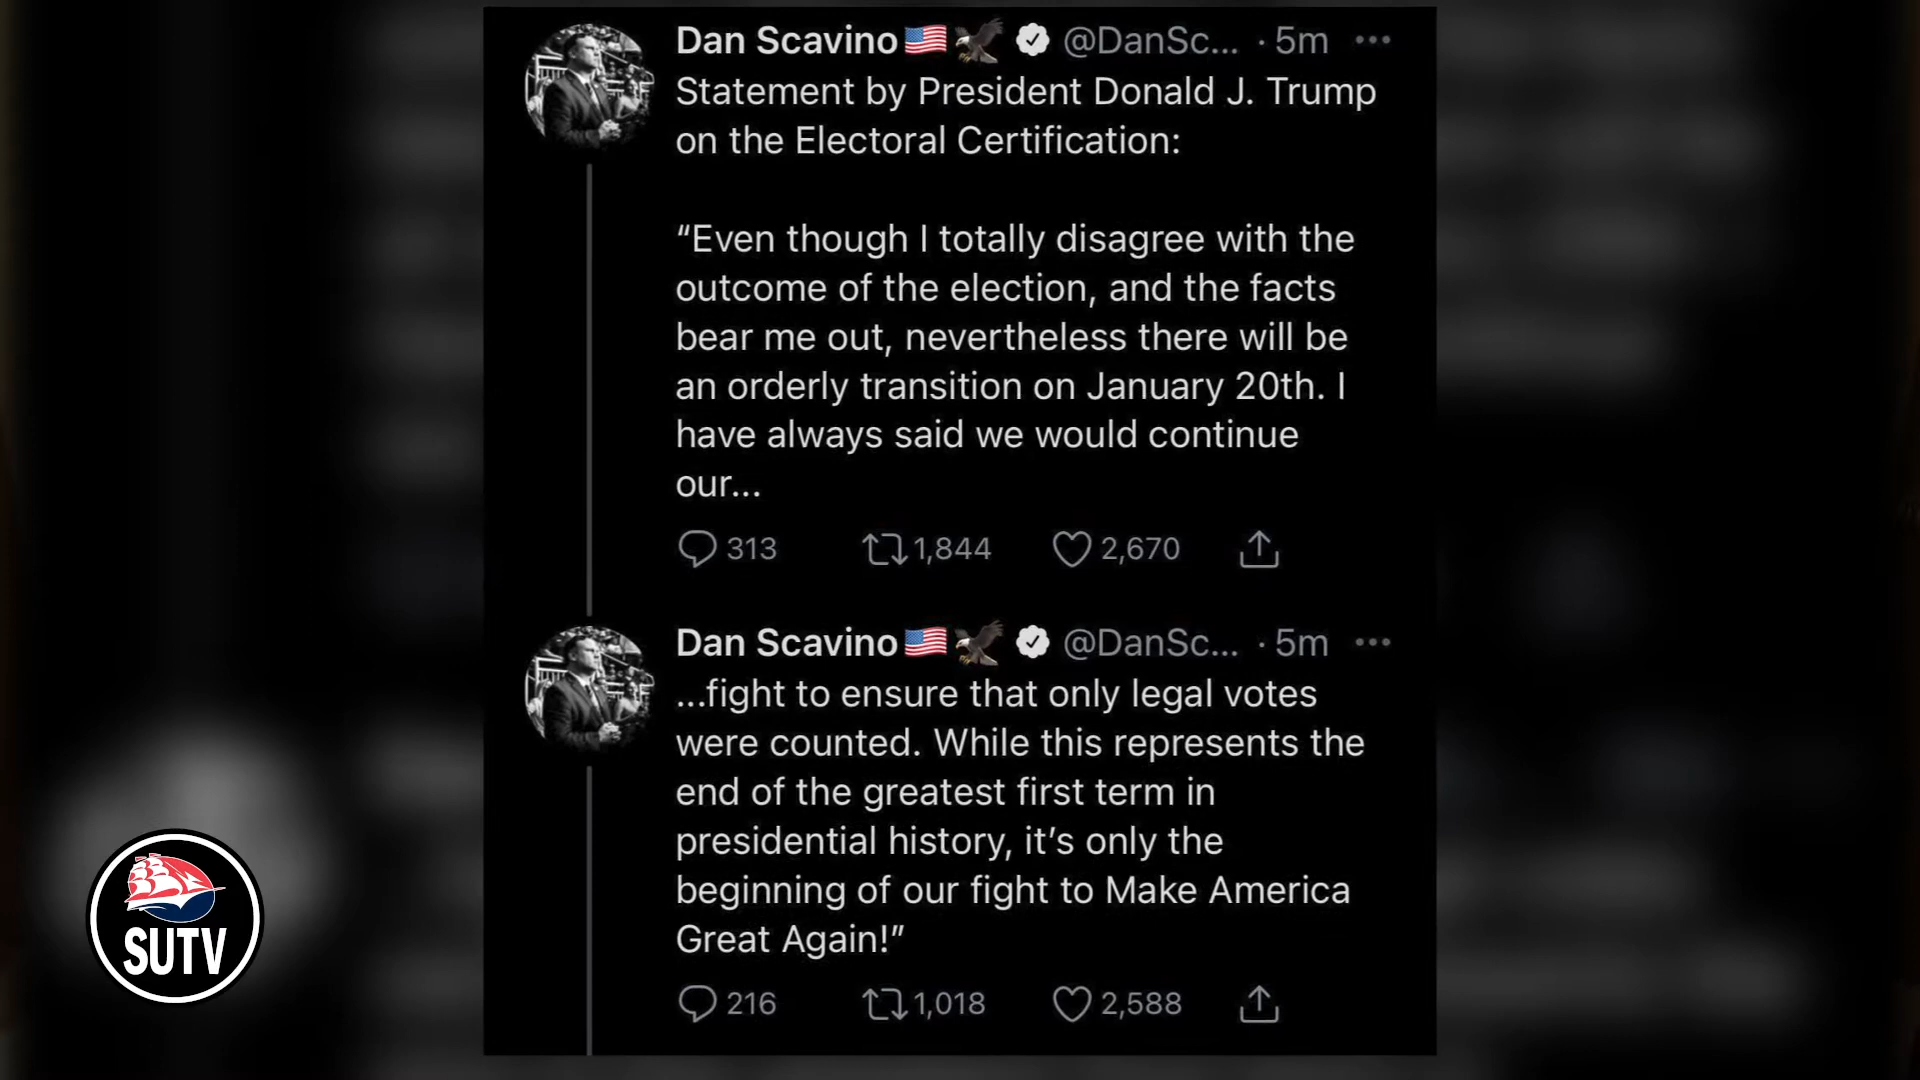 Dan Scavino🇺🇸🦅 @DanSc... · 5m
Statement by President Donald J. Trump
on the Electoral Certification:
“Even though I totally disagree with the
outcome of the election, and the facts
bear me out, nevertheless there will be
an orderly transition on January 20th. I
have always said we would continue
our...
313 1,844 2,670
Dan Scavino🇺🇸🦅 @DanSc... · 5m
...fight to ensure that only legal votes
were counted. While this represents the
end of the greatest first term in
presidential history, it’s only the
beginning of our fight to Make America
Great Again!”
216 1,018 2,588
SUTV